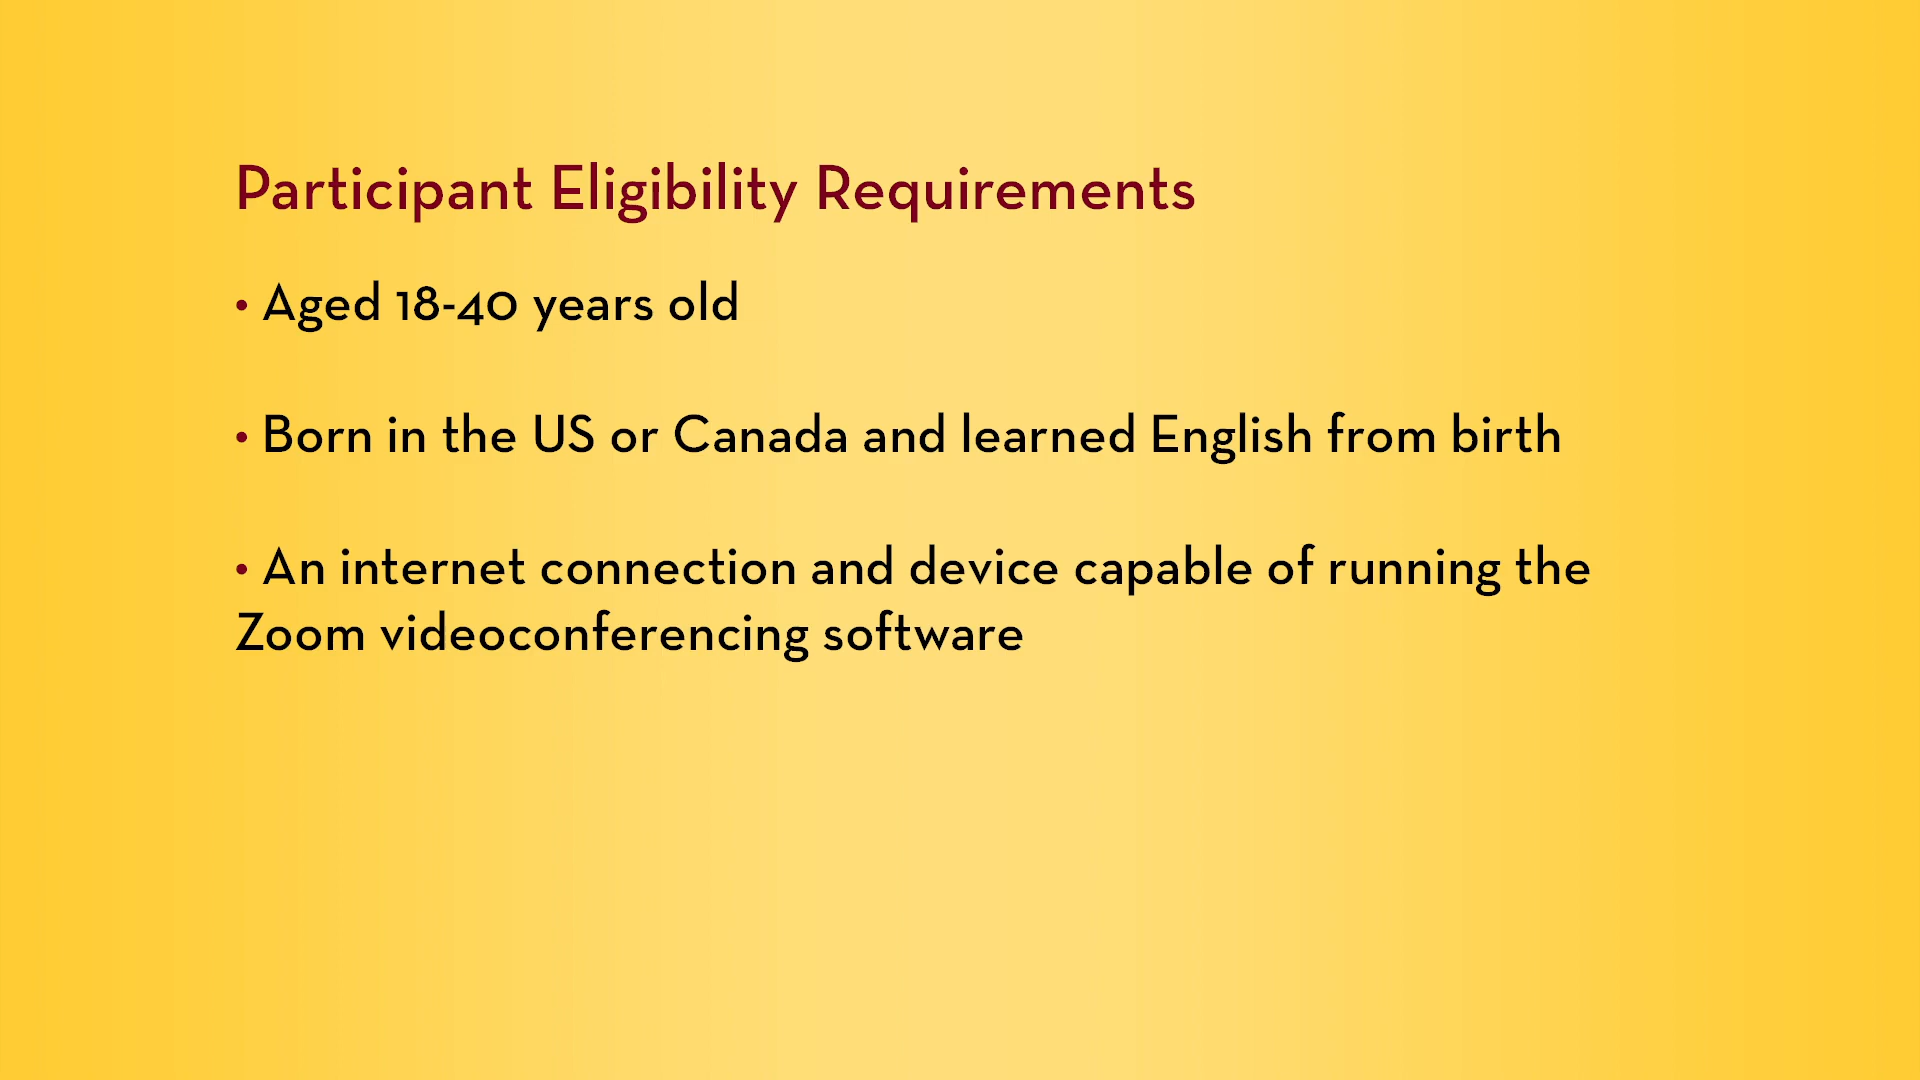 Participant Eligibility Requirements
• Aged 18-40 years old
• Born in the US or Canada and learned English from birth
• An internet connection and device capable of running the
Zoom videoconferencing software